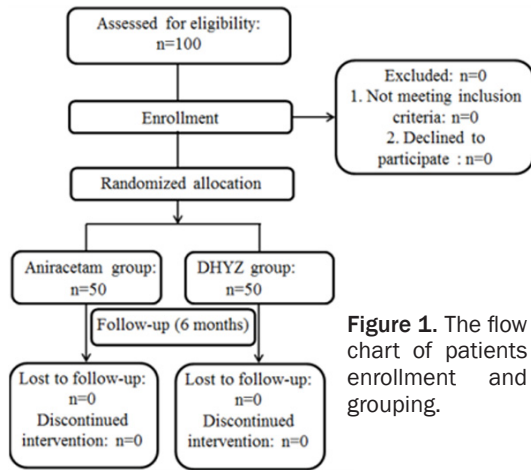 Assessed for eligibility:
n=100
Excluded: n=0
1. Not meeting inclusion
criteria: n=0
2. Declined to
participate : n=0
Enrollment
Randomized allocation
Aniracetam group:
n=50
DHYZ group:
n=50
Follow-up (6 months)
Lost to follow-up:
n=0
Discontinued
intervention: n=0
Lost to follow-up:
n=0
Discontinued
intervention: n=0
Figure 1. The flow
chart of patients
enrollment and
grouping.